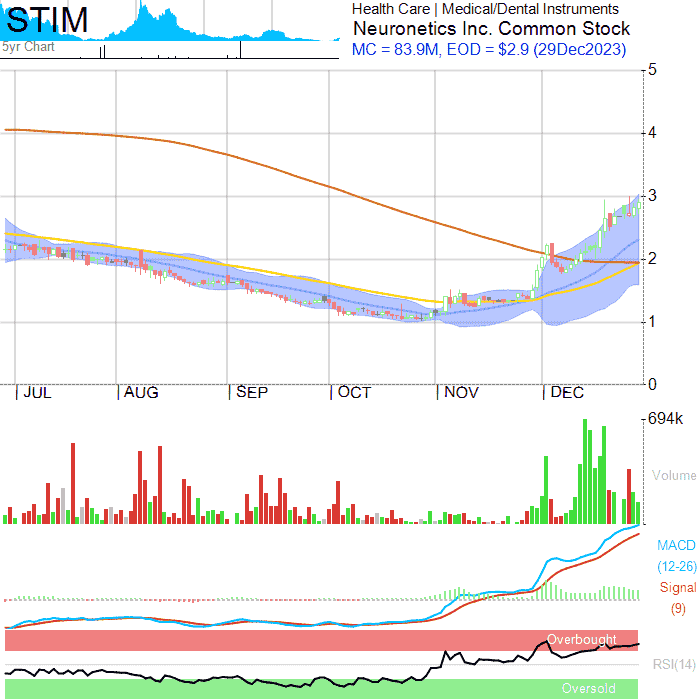 STIM
5yr Chart
Health Care | Medical/Dental Instruments
Neuronetics Inc. Common Stock
MC = 83.9M, EOD = $2.9 (29Dec2023)
5
4
3
2
1
0
JUL AUG SEP OCT NOV DEC
694k
Volume
MACD
(12-26)
Signal
(9)
Overbought
RSI(14)
Oversold